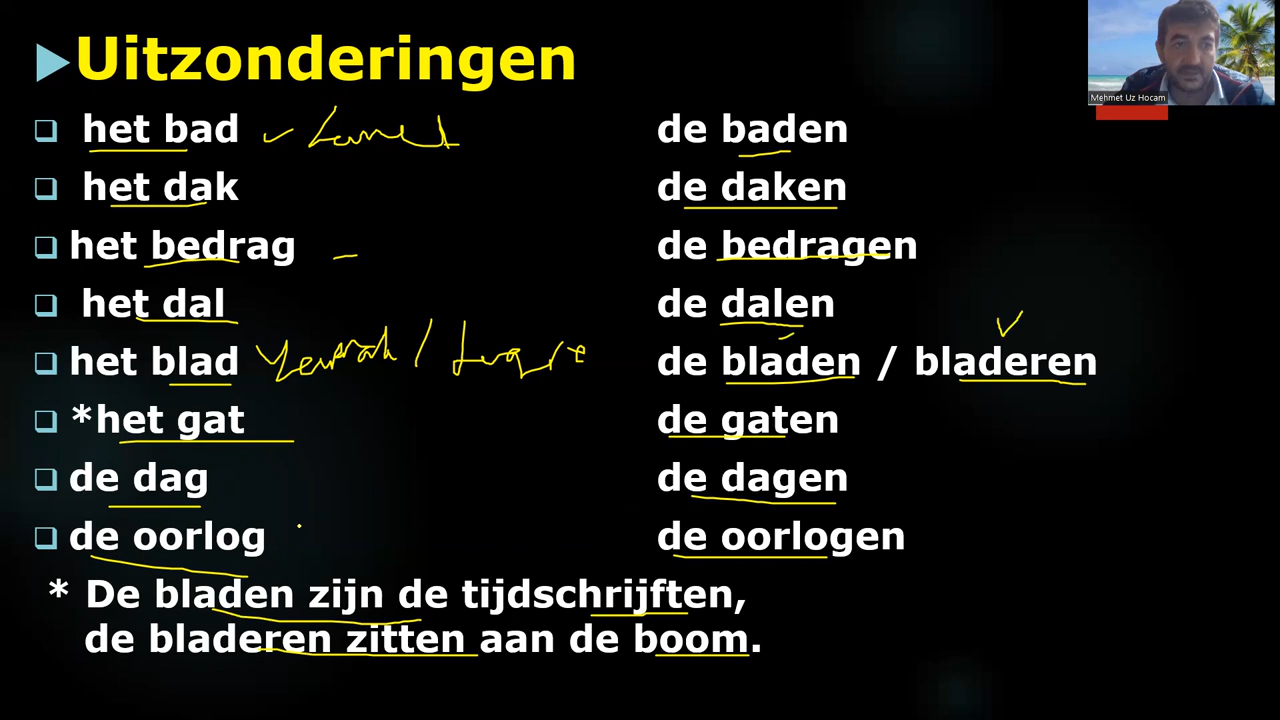 Uitzonderingen
Mehmet Uz Hocam
het bad de baden
het dak de daken
het bedrag de bedragen
het dal de dalen
het blad / de bladen / bladeren
*het gat de gaten
de dag de dagen
de oorlog de oorlogen
* De bladen zijn de tijdschrijften,
de bladeren zitten aan de boom.